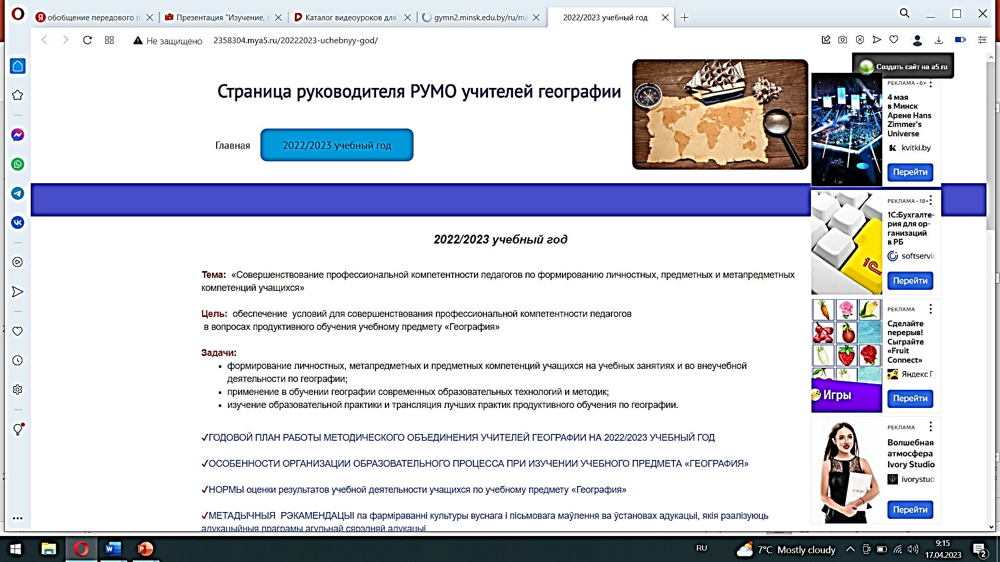 обобщение передового п
Презентация "Изучение, с
Каталог видеоуроков для
gymn2.minsk.edu.by/ru/ma
2022/2023 учебный год
Не защищено
2358304.mya5.ru/20222023-uchebnyy-god/
Создать сайт на a5.ru
Страница руководителя РУМО учителей географии
Главная
2022/2023 учебный год
РЕКЛАМА • 6+
4 мая
в Минск
Арене Hans
Zimmer's
Universe
kvitki.by
Перейти
РЕКЛАМА • 18+
1С:Бухгалте-
рия для ор-
ганизаций
в РБ
softservic
Перейти
1С
РЕКЛАМА
Сделайте
перерыв!
Сыграйте
«Fruit
Connect»
Яндекс Г
Перейти
Игры
РЕКЛАМА
Волшебная
атмосфера
Ivory Studio
ivorystud
Перейти
2022/2023 учебный год
Тема: «Совершенствование профессиональной компетентности педагогов по формированию личностных, предметных и метапредметных
компетенций учащихся»
Цель: обеспечение условий для совершенствования профессиональной компетентности педагогов
в вопросах продуктивного обучения учебному предмету «География»
Задачи:
• формирование личностных, метапредметных и предметных компетенций учащихся на учебных занятиях и во внеучебной
деятельности по географии;
• применение в обучении географии современных образовательных технологий и методик;
• изучение образовательной практики и трансляция лучших практик продуктивного обучения по географии.
✓ГОДОВОЙ ПЛАН РАБОТЫ МЕТОДИЧЕСКОГО ОБЪЕДИНЕНИЯ УЧИТЕЛЕЙ ГЕОГРАФИИ НА 2022/2023 УЧЕБНЫЙ ГОД
✓ОСОБЕННОСТИ ОРГАНИЗАЦИИ ОБРАЗОВАТЕЛЬНОГО ПРОЦЕССА ПРИ ИЗУЧЕНИИ УЧЕБНОГО ПРЕДМЕТА «ГЕОГРАФИЯ»
✓НОРМЫ оценки результатов учебной деятельности учащихся по учебному предмету «География»
✓МЕТАДЫЧНЫЯ РЭКАМЕНДАЦЫІ па фарміраванні культуры вуснага і пісьмовага маўлення ва ўстановах адукацыі, якія рэалізуюць
адукацыйныя праграмы агульнай сярэдняй адукацыі
RU
7°C Mostly cloudy
9:15
17.04.2023
2